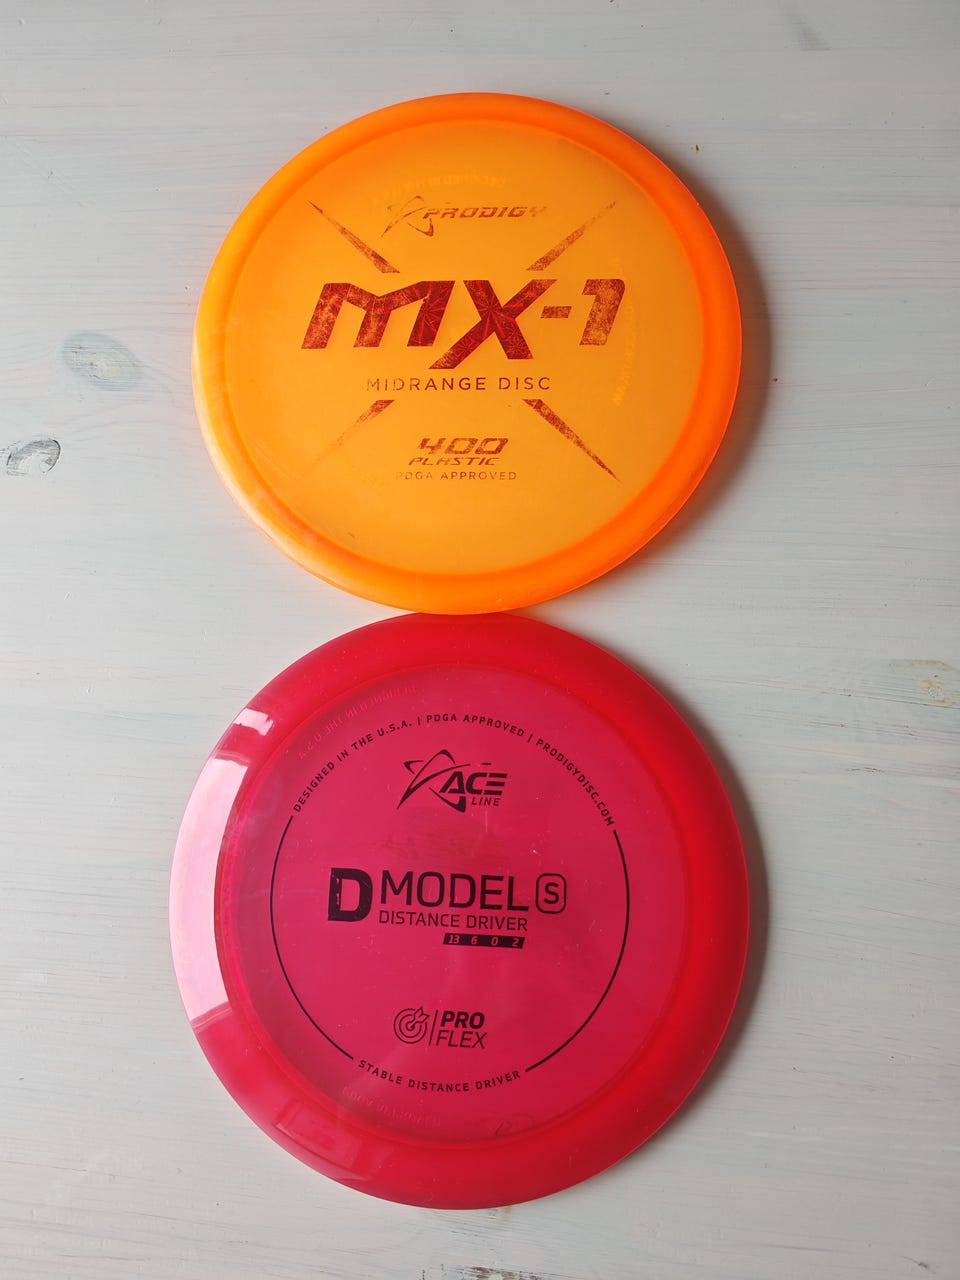 PRODIGY
MX-1
MIDRANGE DISC
400
PLASTIC
PDGA APPROVED
DESIGNED IN THE U.S.A. | PDGA APPROVED | PRODIGYDISC.COM
ACE
LINE
D MODEL S
DISTANCE DRIVER
13 6 0 2
PRO
FLEX
STABLE DISTANCE DRIVER